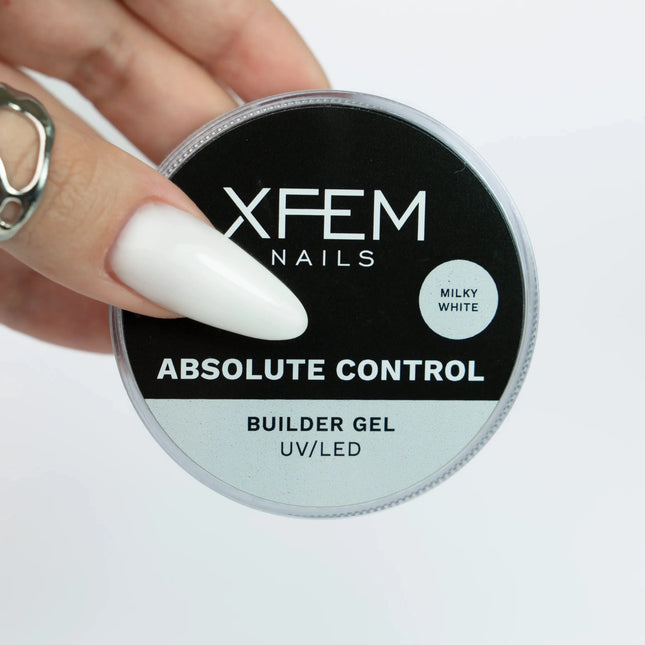 XFEM
NAILS
MILKY
WHITE
ABSOLUTE CONTROL
BUILDER GEL
UV/LED